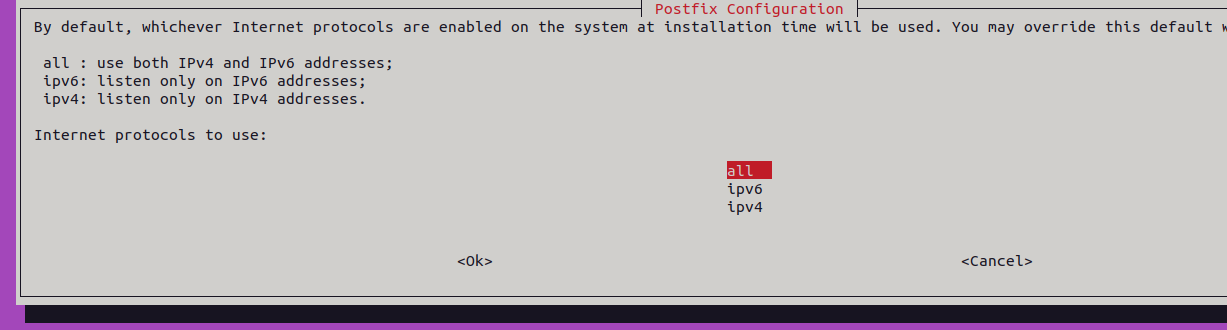 Postfix Configuration
By default, whichever Internet protocols are enabled on the system at installation time will be used. You may override this default
all : use both IPv4 and IPv6 addresses;
ipv6: listen only on IPv6 addresses;
ipv4: listen only on IPv4 addresses.
Internet protocols to use:
all
ipv6
ipv4
<Ok> <Cancel>